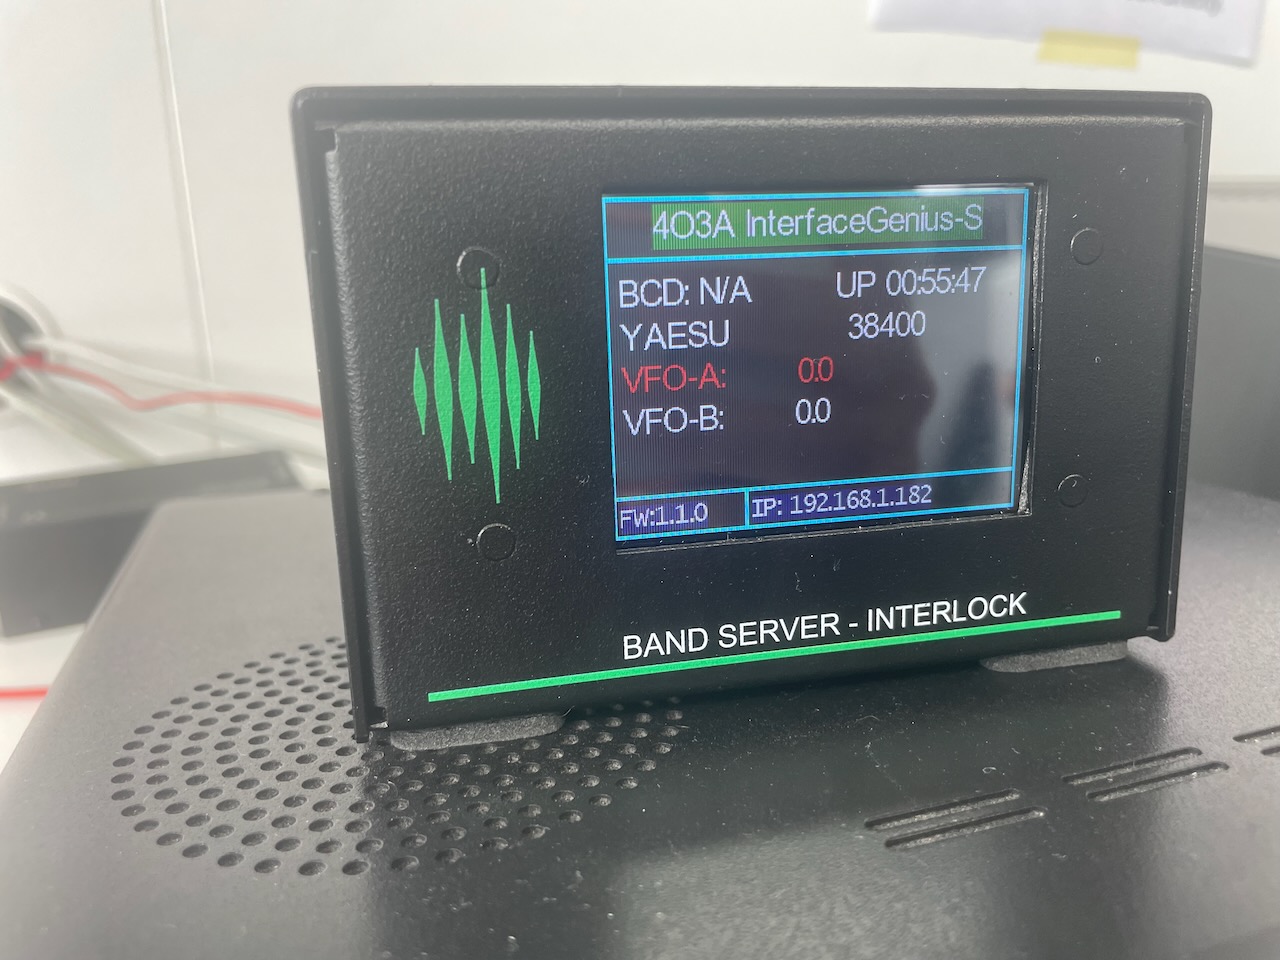 4O3A InterfaceGenius-S
BCD: N/A UP 00:55:47
YAESU 38400
VFO-A: 0.0
VFO-B: 0.0
FW:1.1.0 IP: 192.168.1.182
BAND SERVER - INTERLOCK